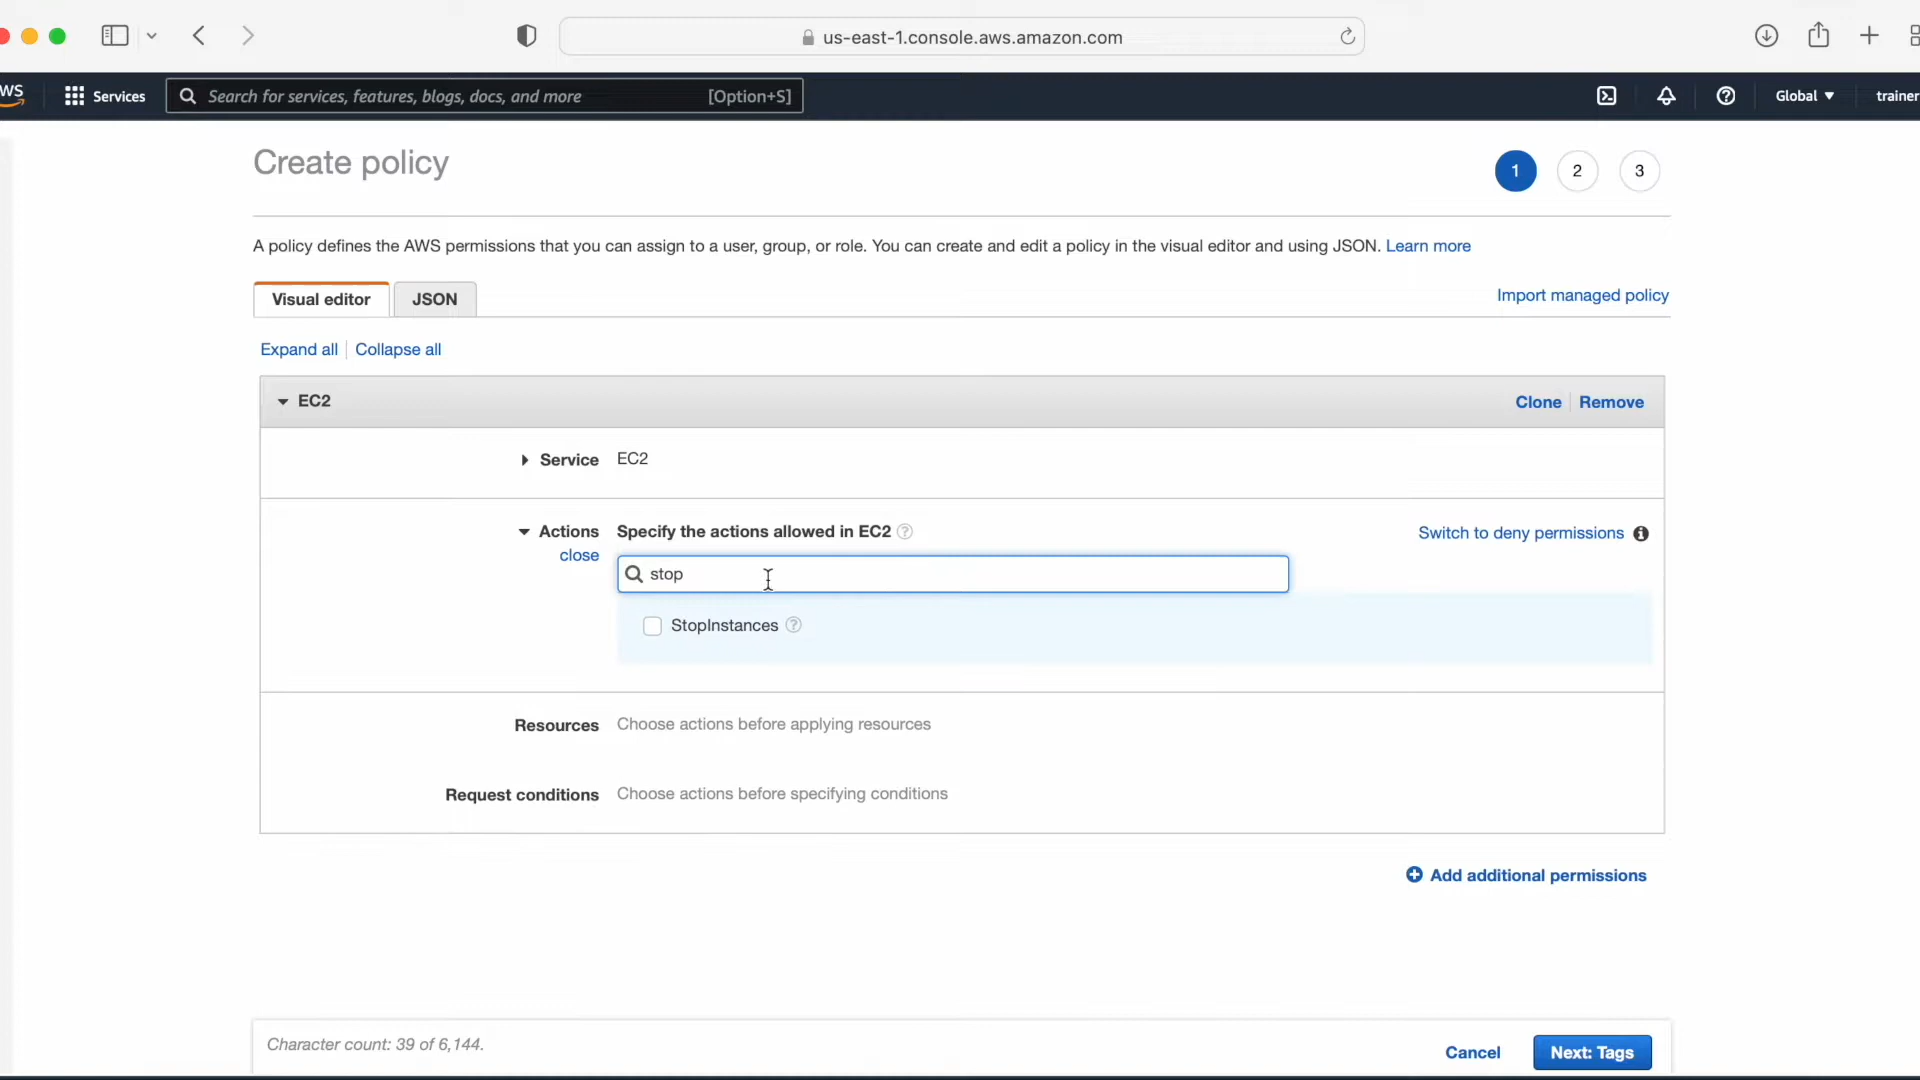 us-east-1.console.aws.amazon.com
WS
Services
Search for services, features, blogs, docs, and more
[Option+S]
Global
trainer
Create policy
1
2
3
A policy defines the AWS permissions that you can assign to a user, group, or role. You can create and edit a policy in the visual editor and using JSON. Learn more
Visual editor
JSON
Import managed policy
Expand all
Collapse all
EC2
Clone
Remove
Service
EC2
Actions
Specify the actions allowed in EC2
Switch to deny permissions
close
stop
StopInstances
Resources
Choose actions before applying resources
Request conditions
Choose actions before specifying conditions
Add additional permissions
Character count: 39 of 6,144.
Cancel
Next: Tags